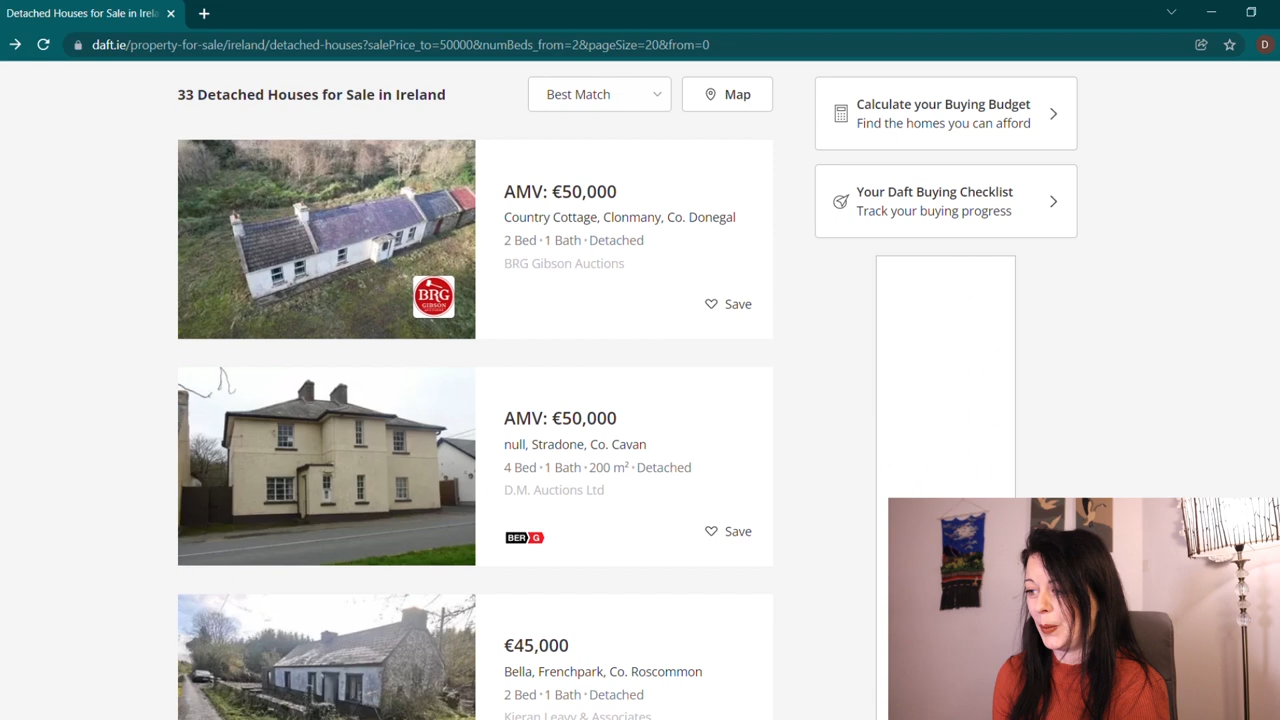 Detached Houses for Sale in Irela
daft.ie/property-for-sale/ireland/detached-houses?salePrice_to=50000&numBeds_from=2&pageSize=20&from=0
D
33 Detached Houses for Sale in Ireland
Best Match
Map
Calculate your Buying Budget
Find the homes you can afford
Your Daft Buying Checklist
Track your buying progress
AMV: €50,000
Country Cottage, Clonmany, Co. Donegal
2 Bed · 1 Bath · Detached
BRG Gibson Auctions
Save
BRG
GIBSON
AMV: €50,000
null, Stradone, Co. Cavan
4 Bed · 1 Bath · 200 m² · Detached
D.M. Auctions Ltd
BER G
Save
€45,000
Bella, Frenchpark, Co. Roscommon
2 Bed · 1 Bath · Detached
Kieran Leavy & Associates